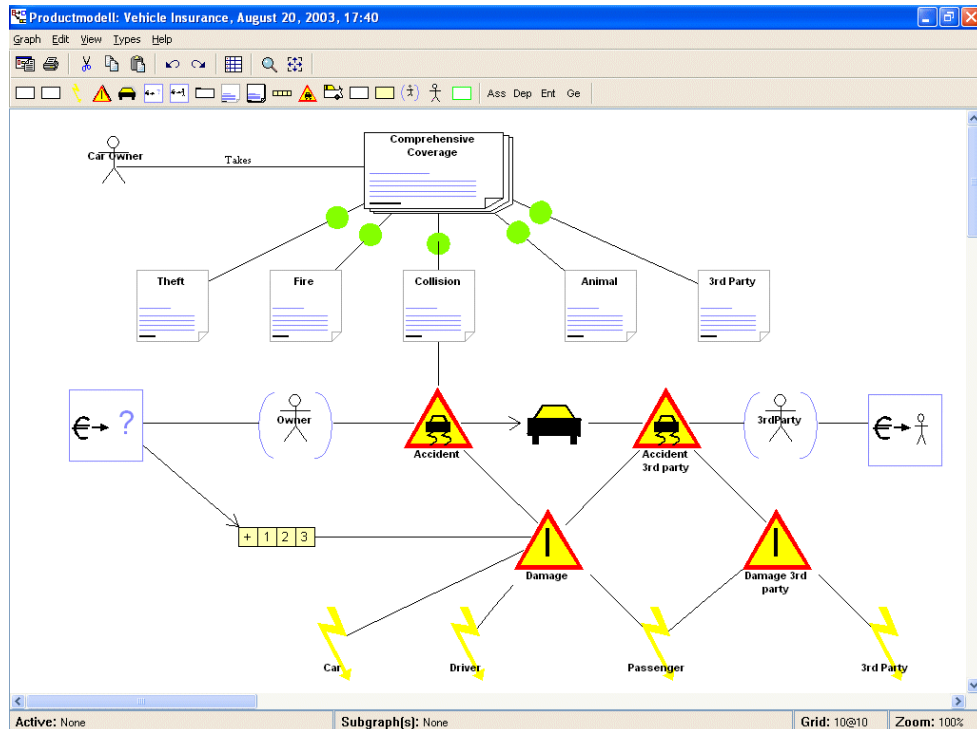 Productmodell: Vehicle Insurance, August 20, 2003, 17:40
Graph Edit View Types Help
Ass Dep Ent Ge
Comprehensive
Coverage
Car Owner
Takes
Theft
Fire
Collision
Animal
3rd Party
€ ?
Owner
Accident
Accident
3rd party
3rdParty
€
+ 1 2 3
Damage
Damage 3rd
party
Car
Driver
Passenger
3rd Party
Active: None
Subgraph(s): None
Grid: 10@10
Zoom: 100%